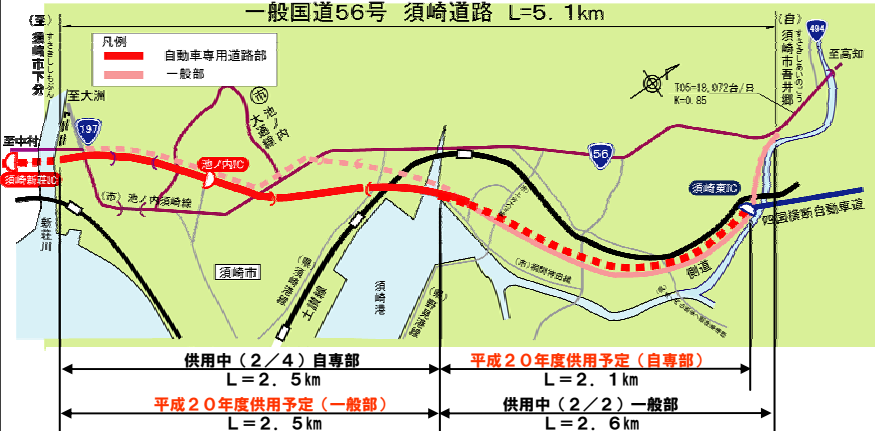 一般国道56号 須崎道路 L=5.1km
(至)
須崎市下分
すさきししもぶん
(自)
須崎市吾井郷
すさきしあいのごう
凡例
自動車専用道路部
一般部
494
至高知
至大洲
197
(市)
池ノ内
大通線
T05=18,072台/日
K=0.85
至中村
須崎新荘IC
池ノ内IC
56
須崎東IC
(市) 池ノ内須崎線
四国横断自動車道
新荘川
須崎市
(県)須崎港線
土讃線
須崎港
(県)
側道
供用中(2/4)自専部
L=2.5km
平成20年度供用予定(自専部)
L=2.1km
平成20年度供用予定(一般部)
L=2.5km
供用中(2/2)一般部
L=2.6km